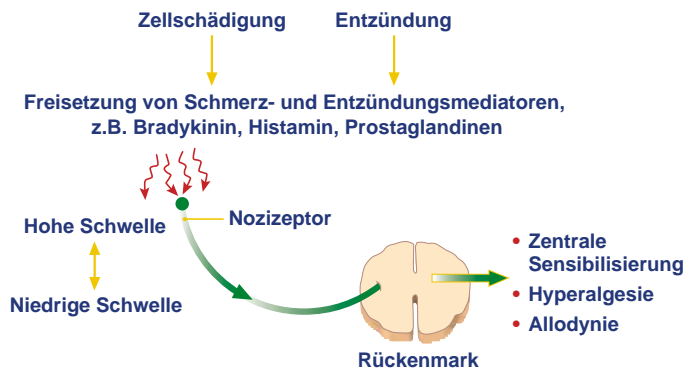 Zellschädigung
Entzündung
Freisetzung von Schmerz- und Entzündungsmediatoren,
z.B. Bradykinin, Histamin, Prostaglandinen
Hohe Schwelle
Nozizeptor
Niedrige Schwelle
• Zentrale
Sensibilisierung
• Hyperalgesie
• Allodynie
Rückenmark